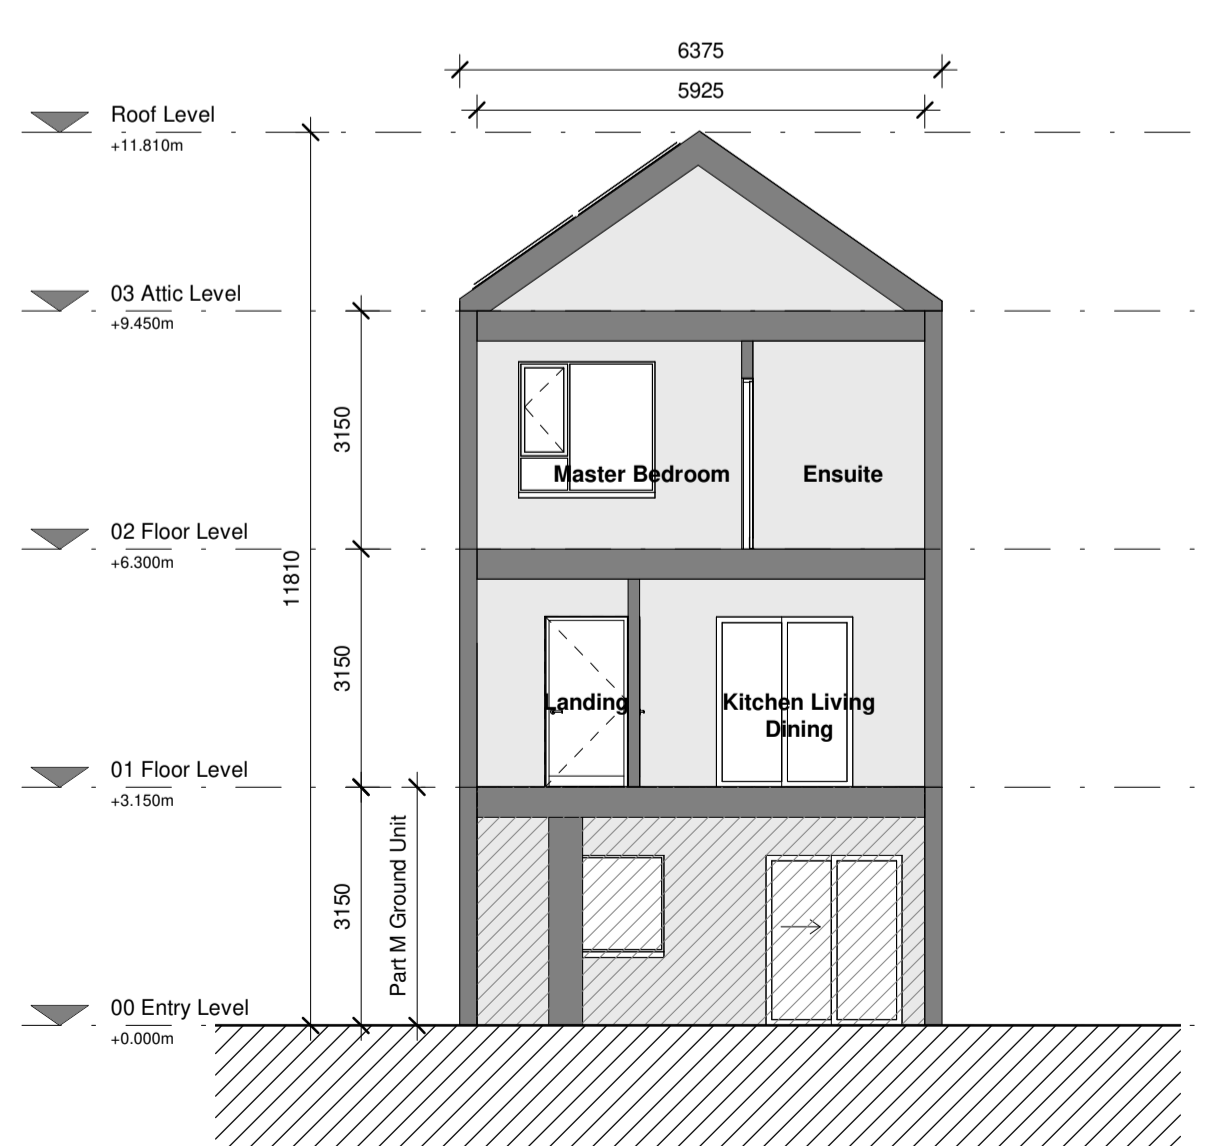 6375
5925
Roof Level
+11.810m
03 Attic Level
+9.450m
3150
Master Bedroom
Ensuite
02 Floor Level
+6.300m
11810
3150
Landing
Kitchen Living
Dining
01 Floor Level
+3.150m
3150
Part M Ground Unit
00 Entry Level
+0.000m